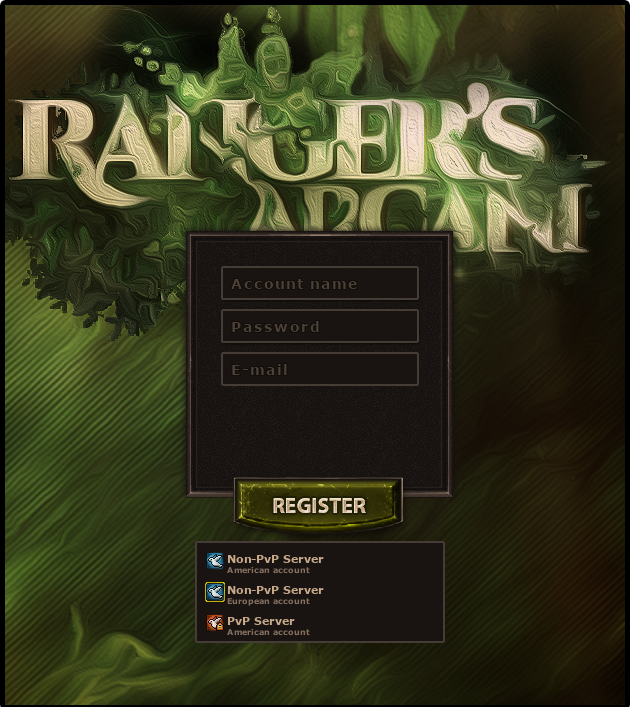 RANGER'S
ARCANI
Account name
Password
E-mail
REGISTER
Non-PvP Server
American account
Non-PvP Server
European account
PvP Server
American account